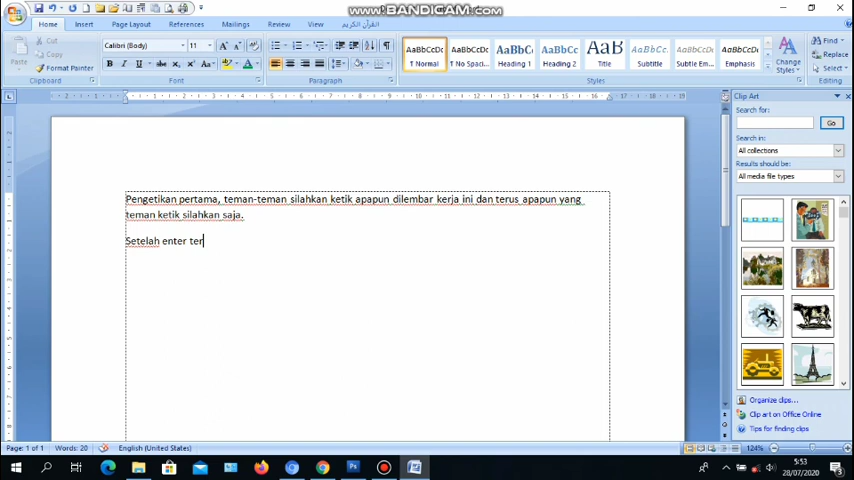 www.BANDICAM.com
Home Insert Page Layout References Mailings Review View القرآن الكريم
Cut
Copy
Paste
Format Painter
Clipboard
Calibri (Body) 11
Font
Paragraph
AaBbCcDc AaBbCcDc AaBbC AaBbCc AaB AaBbCc. AaBbCcDc AaBbCcDc
¶ Normal ¶ No Spaci... Heading 1 Heading 2 Title Subtitle Subtle Em... Emphasis
Styles
Change Styles
Find
Replace
Select
Editing
Clip Art
Search for:
Go
Search in:
All collections
Results should be:
All media file types
Pengetikan pertama, teman-teman silahkan ketik apapun dilembar kerja ini dan terus apapun yang
teman ketik silahkan saja.
Setelah enter ter
Organize clips...
Clip art on Office Online
Tips for finding clips
Page: 1 of 1 Words: 20 English (United States) 124%
5:53
28/07/2020